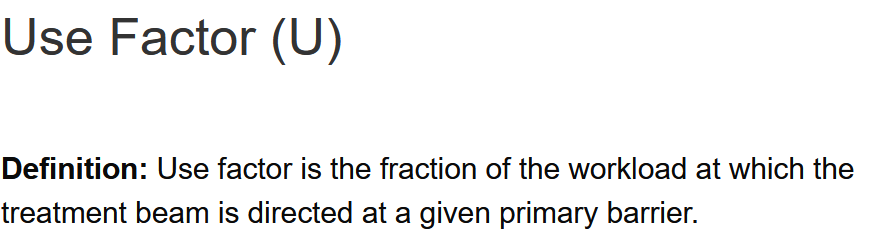 Use Factor (U)
Definition: Use factor is the fraction of the workload at which the
treatment beam is directed at a given primary barrier.